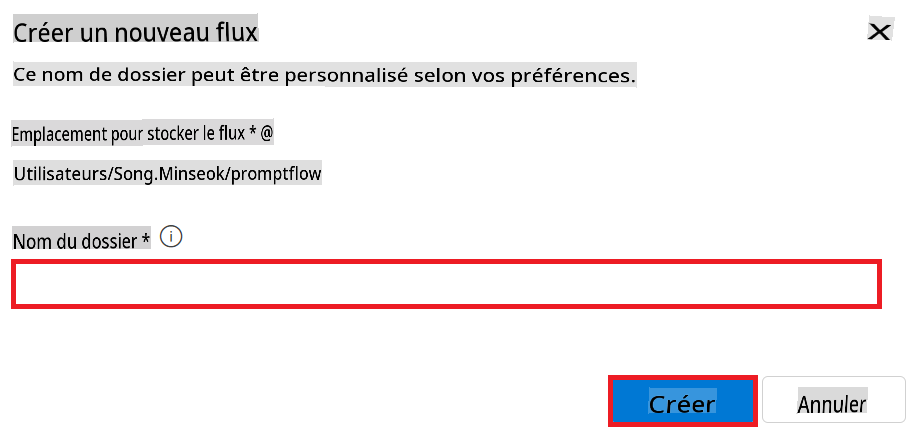 Créer un nouveau flux
X
Ce nom de dossier peut être personnalisé selon vos préférences.
Emplacement pour stocker le flux * @
Utilisateurs/Song.Minseok/promptflow
Nom du dossier * i
Créer
Annuler